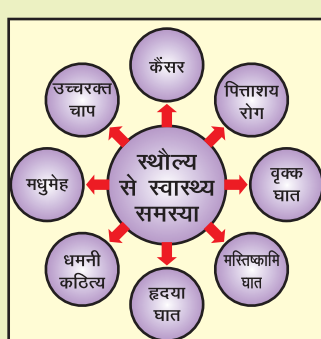 कैंसर
पित्ताशय
रोग
वृक्क
घात
मस्तिष्कामि
घात
हृदया
घात
धमनी
कठित्य
मधुमेह
उच्चरक्त
चाप
स्थौल्य
से स्वास्थ्य
समस्या